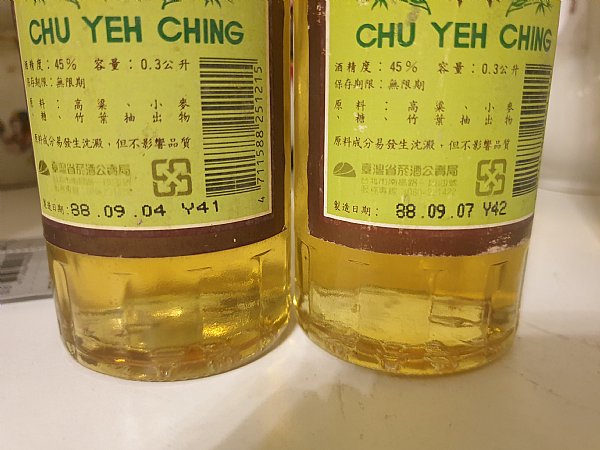 CHU YEH CHING
酒精度：45％ 容量：0.3公升
保存期限：無限期
原料：高粱、小麥
、糖、竹葉抽出物
原料成分易發生沈澱，但不影響品質
臺灣省菸酒公賣局
製造日期：88.09.04 Y41
4 711588 251215
CHU YEH CHING
酒精度：45％ 容量：0.3公升
保存期限：無限期
原料：高粱、小麥
、糖、竹葉抽出物
原料成分易發生沈澱，但不影響品質
臺灣省菸酒公賣局
製造日期：88.09.07 Y42